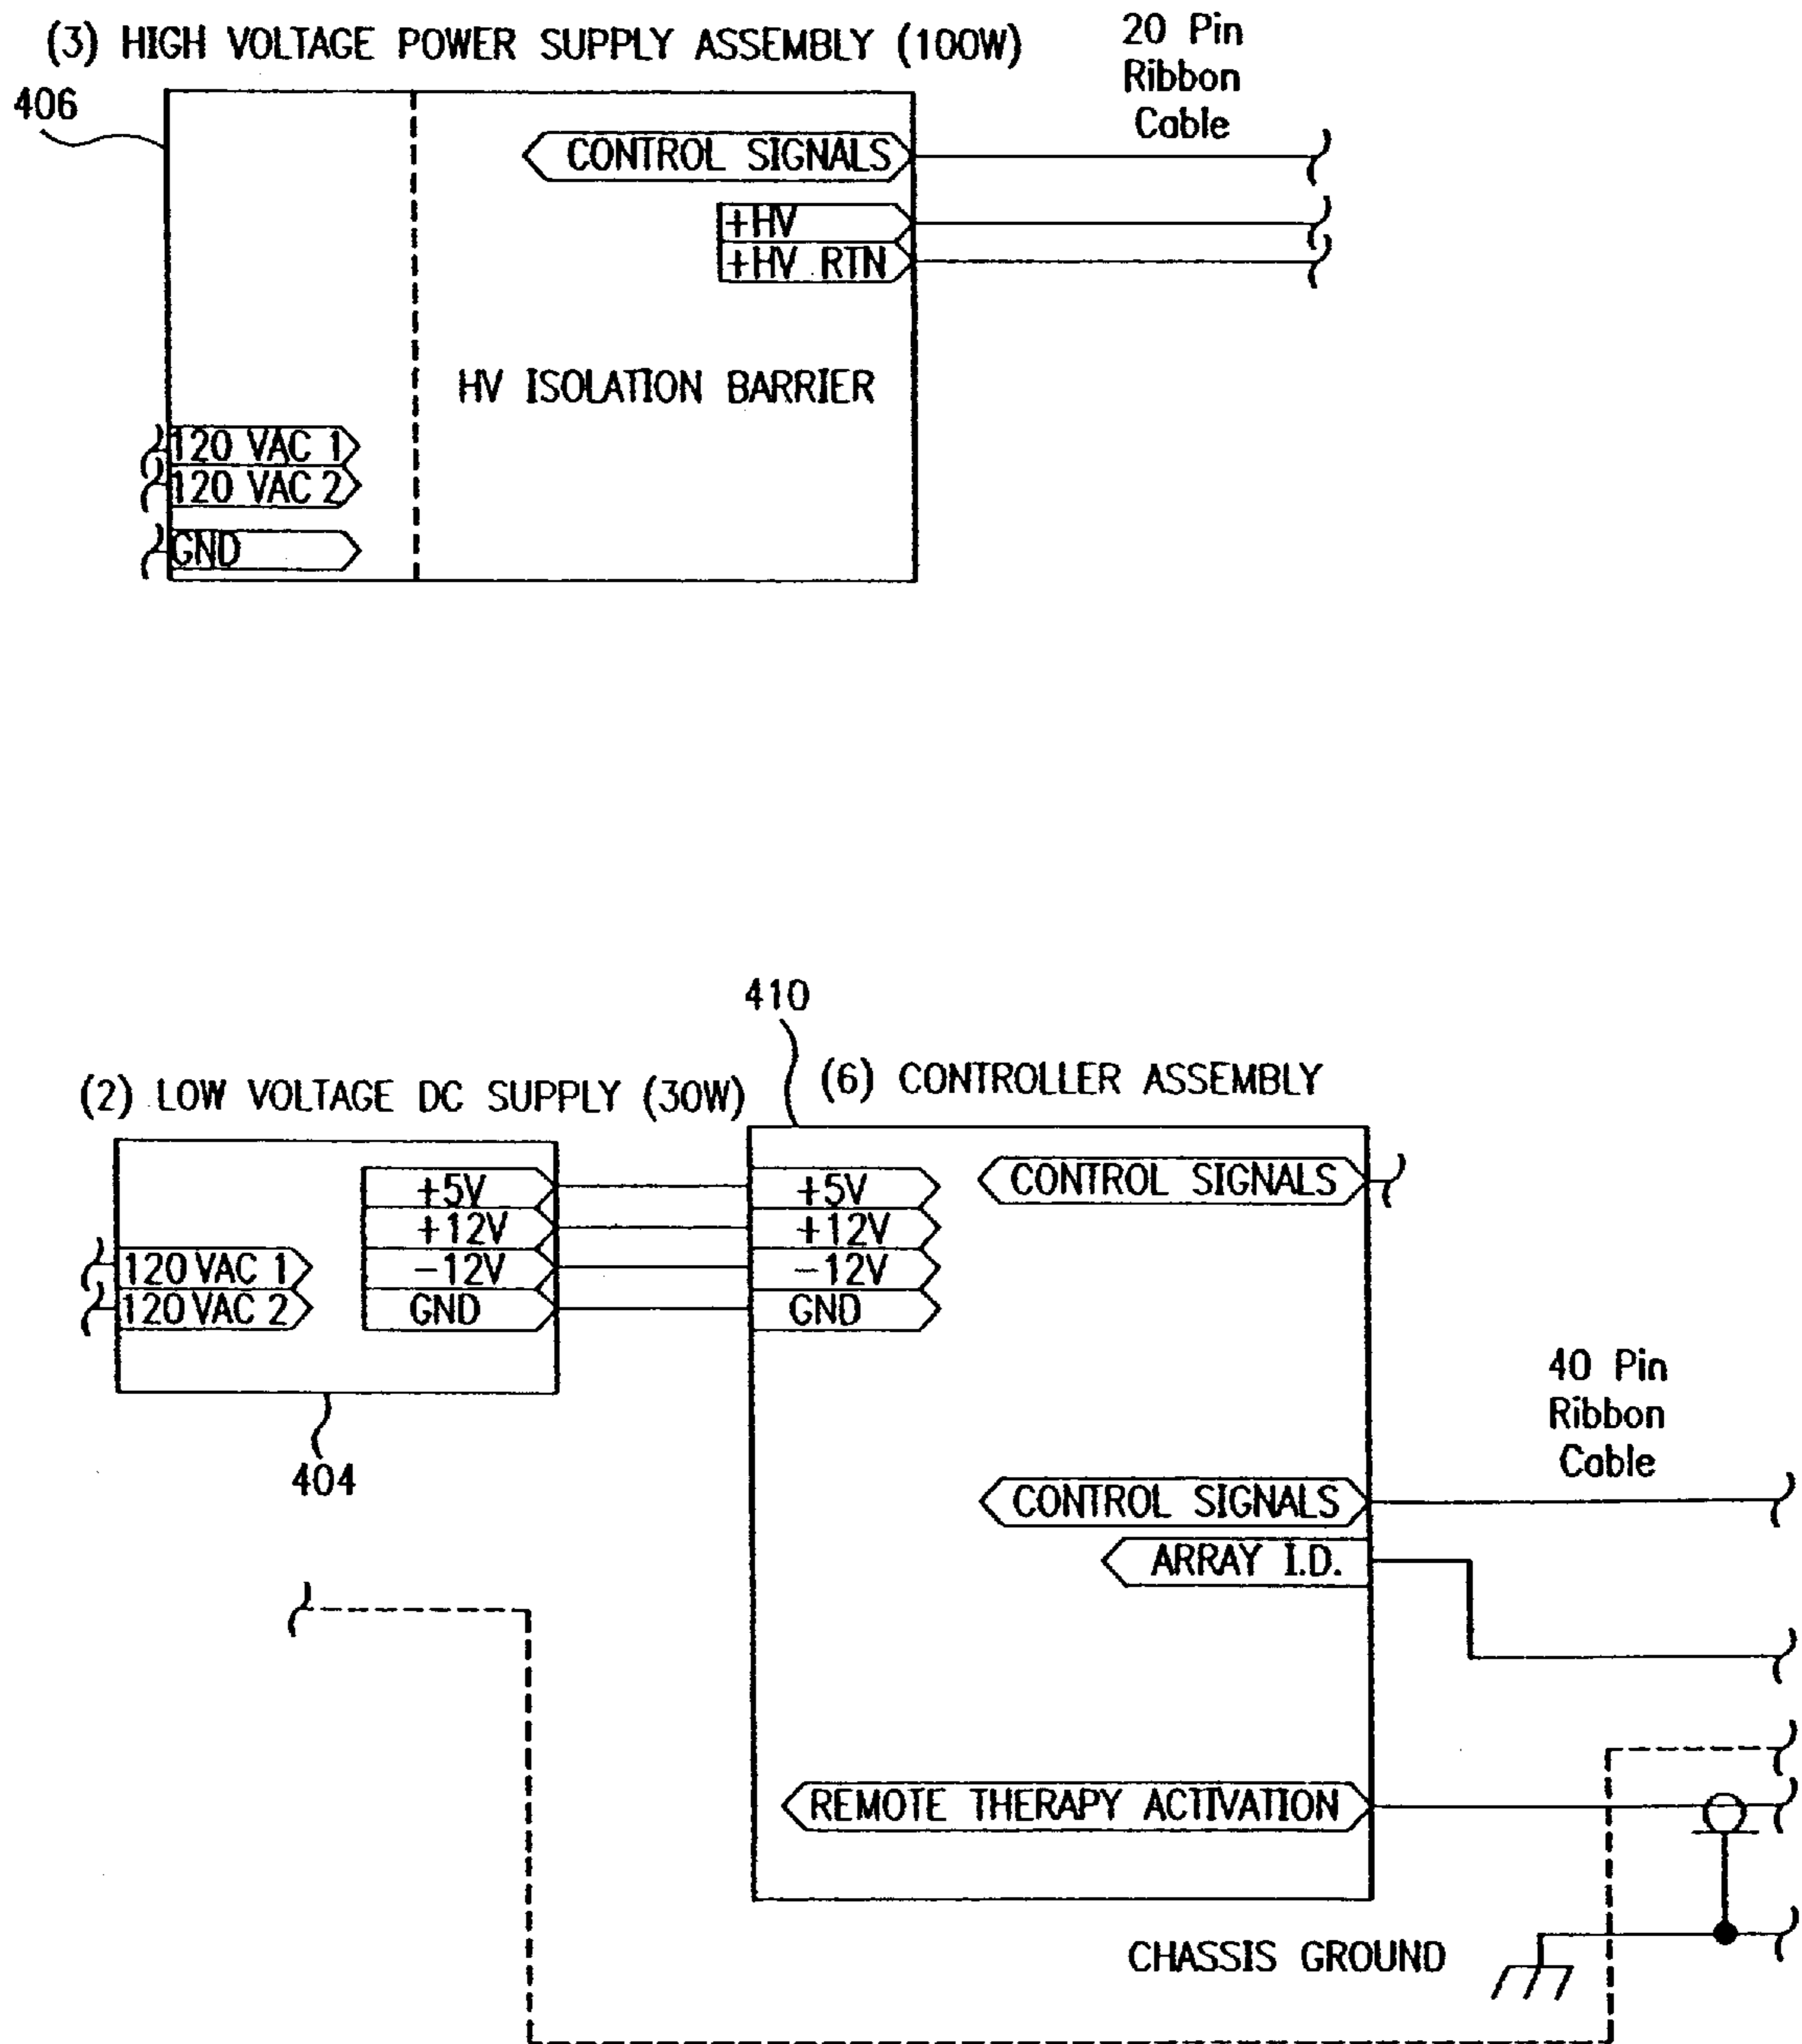 (3) HIGH VOLTAGE POWER SUPPLY ASSEMBLY (100W)
20 Pin
Ribbon
Cable
406
CONTROL SIGNALS
+HV
+HV RTN
HV ISOLATION BARRIER
120 VAC 1
120 VAC 2
GND
410
(2) LOW VOLTAGE DC SUPPLY (30W)
(6) CONTROLLER ASSEMBLY
+5V
+12V
-12V
GND
120 VAC 1
120 VAC 2
404
+5V
+12V
-12V
GND
CONTROL SIGNALS
40 Pin
Ribbon
Cable
CONTROL SIGNALS
ARRAY I.D.
REMOTE THERAPY ACTIVATION
CHASSIS GROUND